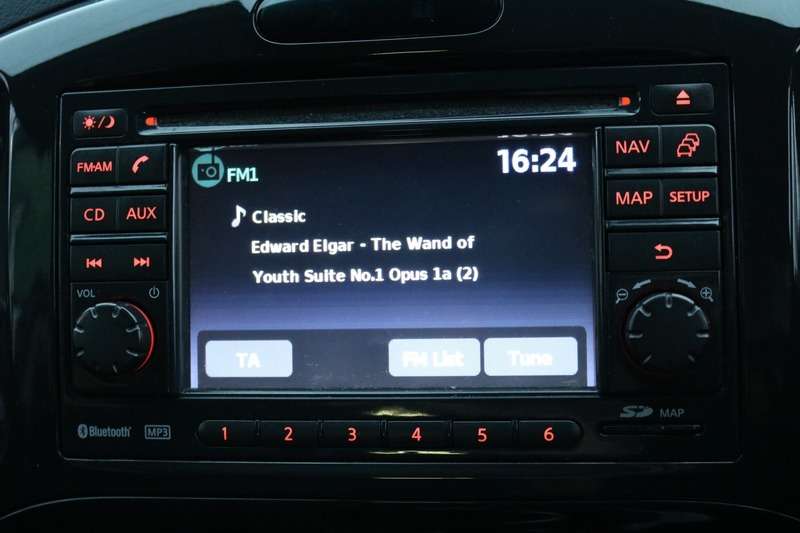 16:24
FM1
Classic
Edward Elgar - The Wand of
Youth Suite No.1 Opus 1a (2)
TA
FM List
Tune
FM·AM
CD
AUX
VOL
NAV
MAP
SETUP
Bluetooth
MP3
1
2
3
4
5
6
SD
MAP